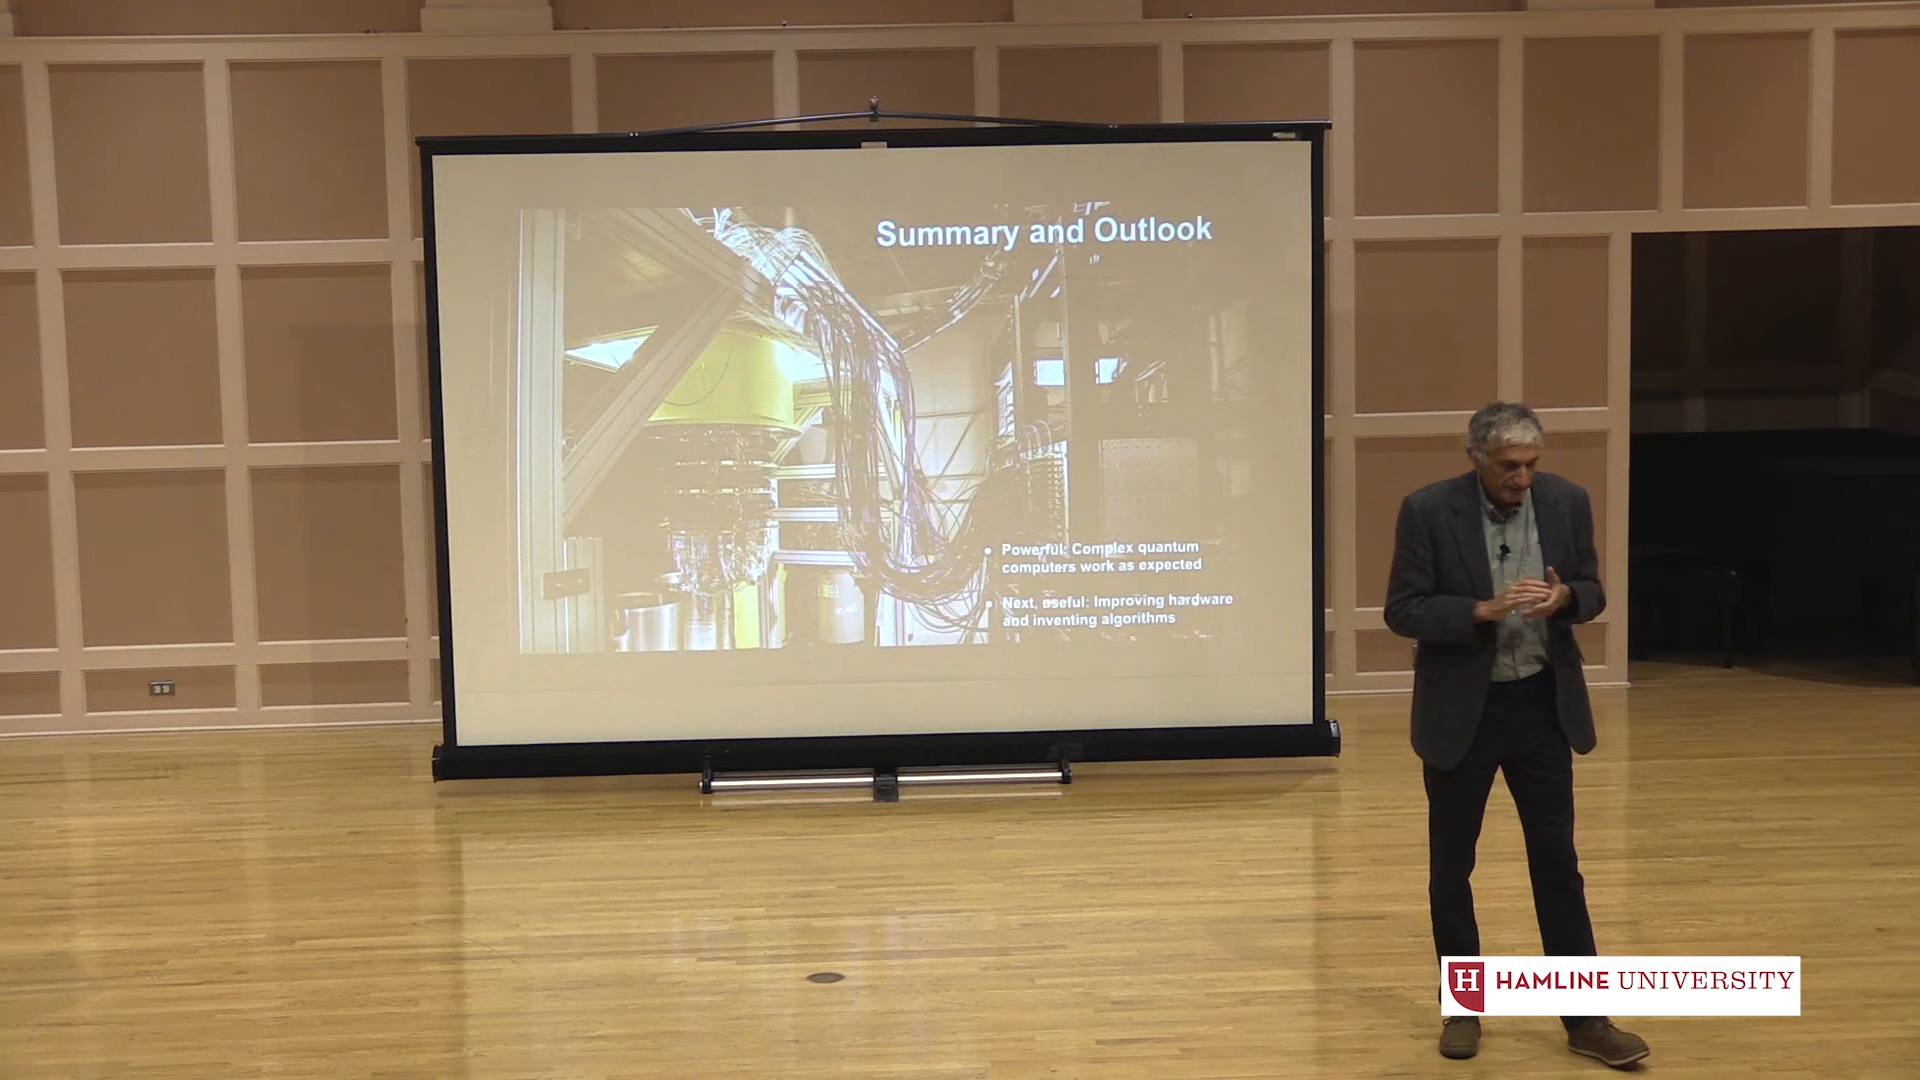 Summary and Outlook
• Powerful: Complex quantum
computers work as expected
• Next, useful: Improving hardware
and inventing algorithms
H HAMLINE UNIVERSITY